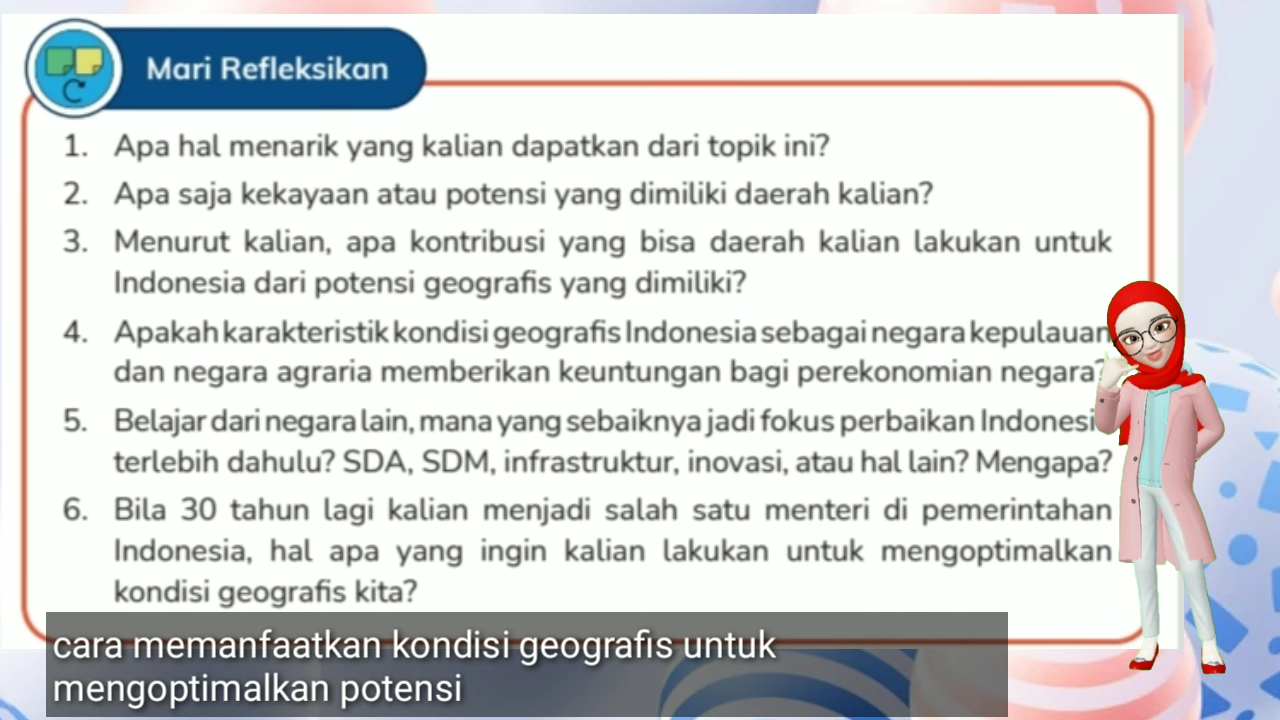 Mari Refleksikan
1. Apa hal menarik yang kalian dapatkan dari topik ini?
2. Apa saja kekayaan atau potensi yang dimiliki daerah kalian?
3. Menurut kalian, apa kontribusi yang bisa daerah kalian lakukan untuk
Indonesia dari potensi geografis yang dimiliki?
4. Apakah karakteristik kondisi geografis Indonesia sebagai negara kepulauan
dan negara agraria memberikan keuntungan bagi perekonomian negara?
5. Belajar dari negara lain, mana yang sebaiknya jadi fokus perbaikan Indonesi
terlebih dahulu? SDA, SDM, infrastruktur, inovasi, atau hal lain? Mengapa?
6. Bila 30 tahun lagi kalian menjadi salah satu menteri di pemerintahan
Indonesia, hal apa yang ingin kalian lakukan untuk mengoptimalkan
kondisi geografis kita?
cara memanfaatkan kondisi geografis untuk
mengoptimalkan potensi